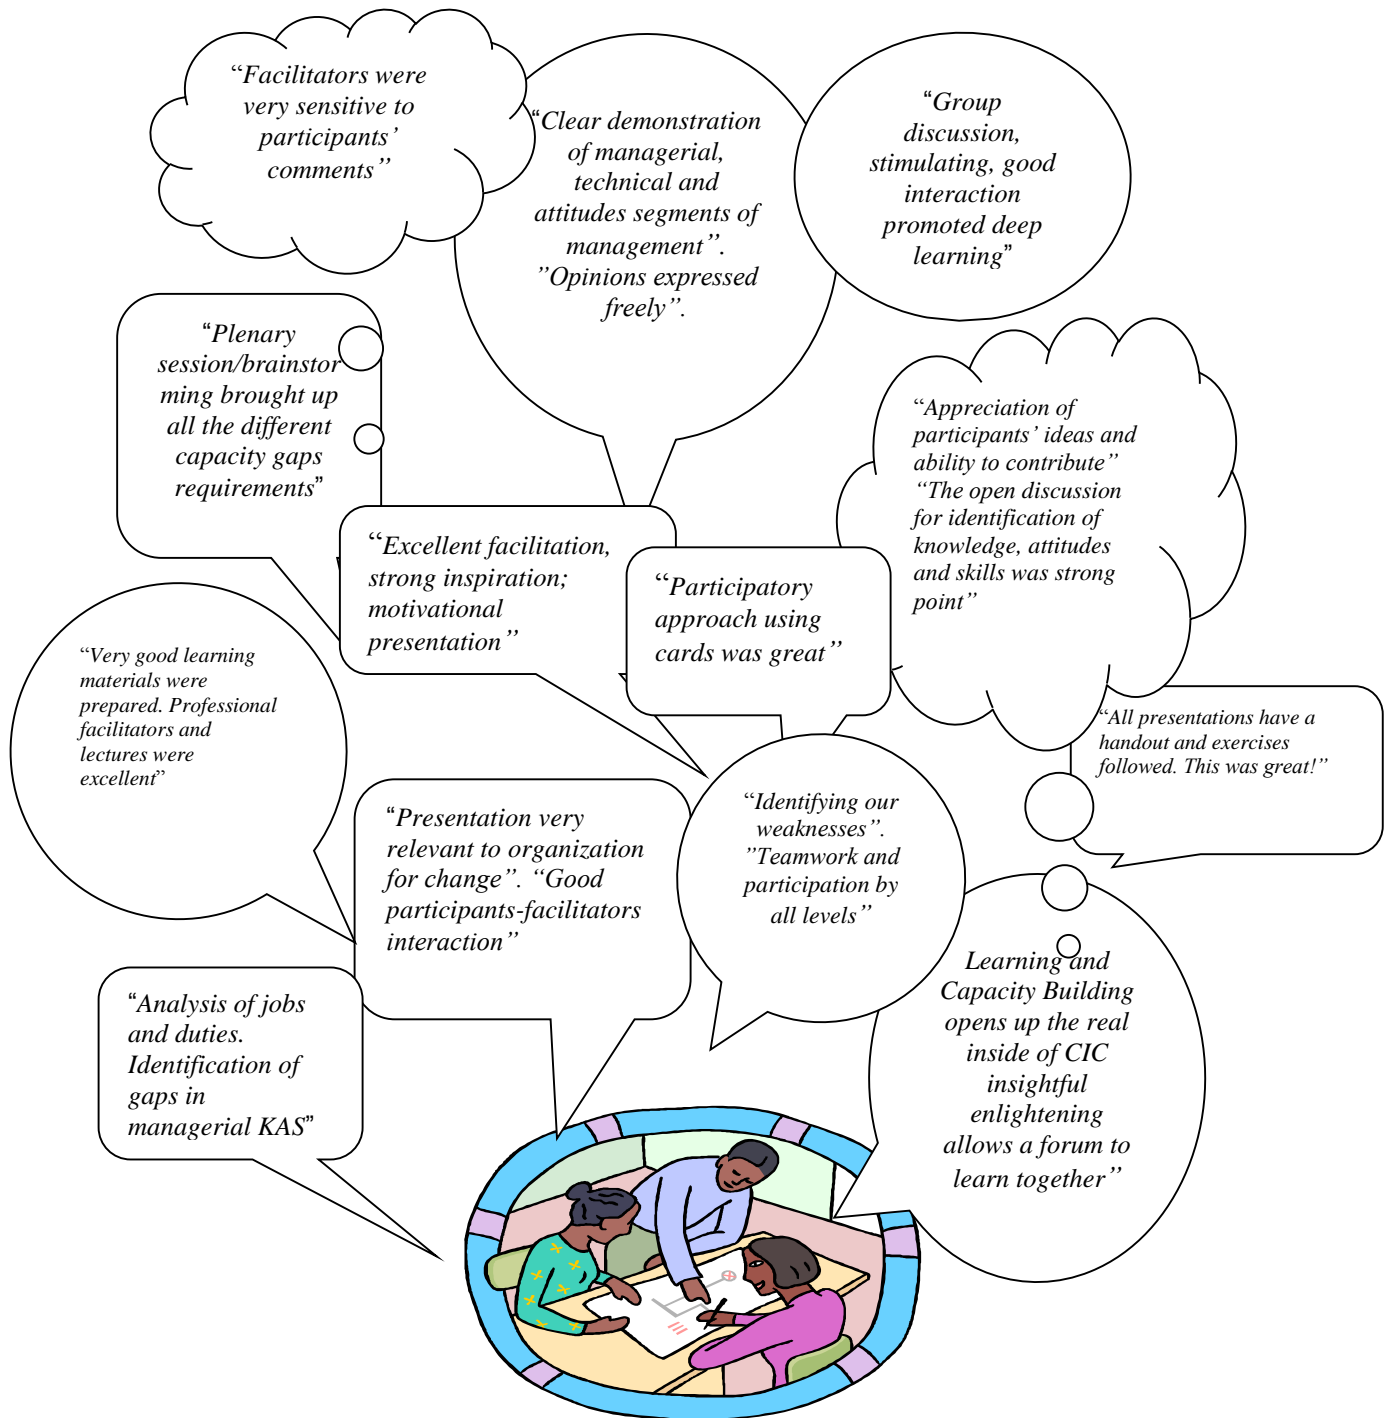 “Facilitators were
very sensitive to
participants’
comments”
“Clear demonstration
of managerial,
technical and
attitudes segments of
management”.
”Opinions expressed
freely”.
“Group
discussion,
stimulating, good
interaction
promoted deep
learning”
“Plenary
session/brainstor
ming brought up
all the different
capacity gaps
requirements”
“Appreciation of
participants’ ideas and
ability to contribute”
“The open discussion
for identification of
knowledge, attitudes
and skills was strong
point”
“Excellent facilitation,
strong inspiration;
motivational
presentation”
“Participatory
approach using
cards was great”
“Very good learning
materials were
prepared. Professional
facilitators and
lectures were
excellent”
“All presentations have a
handout and exercises
followed. This was great!”
“Presentation very
relevant to organization
for change”. “Good
participants-facilitators
interaction”
“Identifying our
weaknesses”.
”Teamwork and
participation by
all levels”
“Analysis of jobs
and duties.
Identification of
gaps in
managerial KAS”
Learning and
Capacity Building
opens up the real
inside of CIC
insightful
enlightening
allows a forum to
learn together”